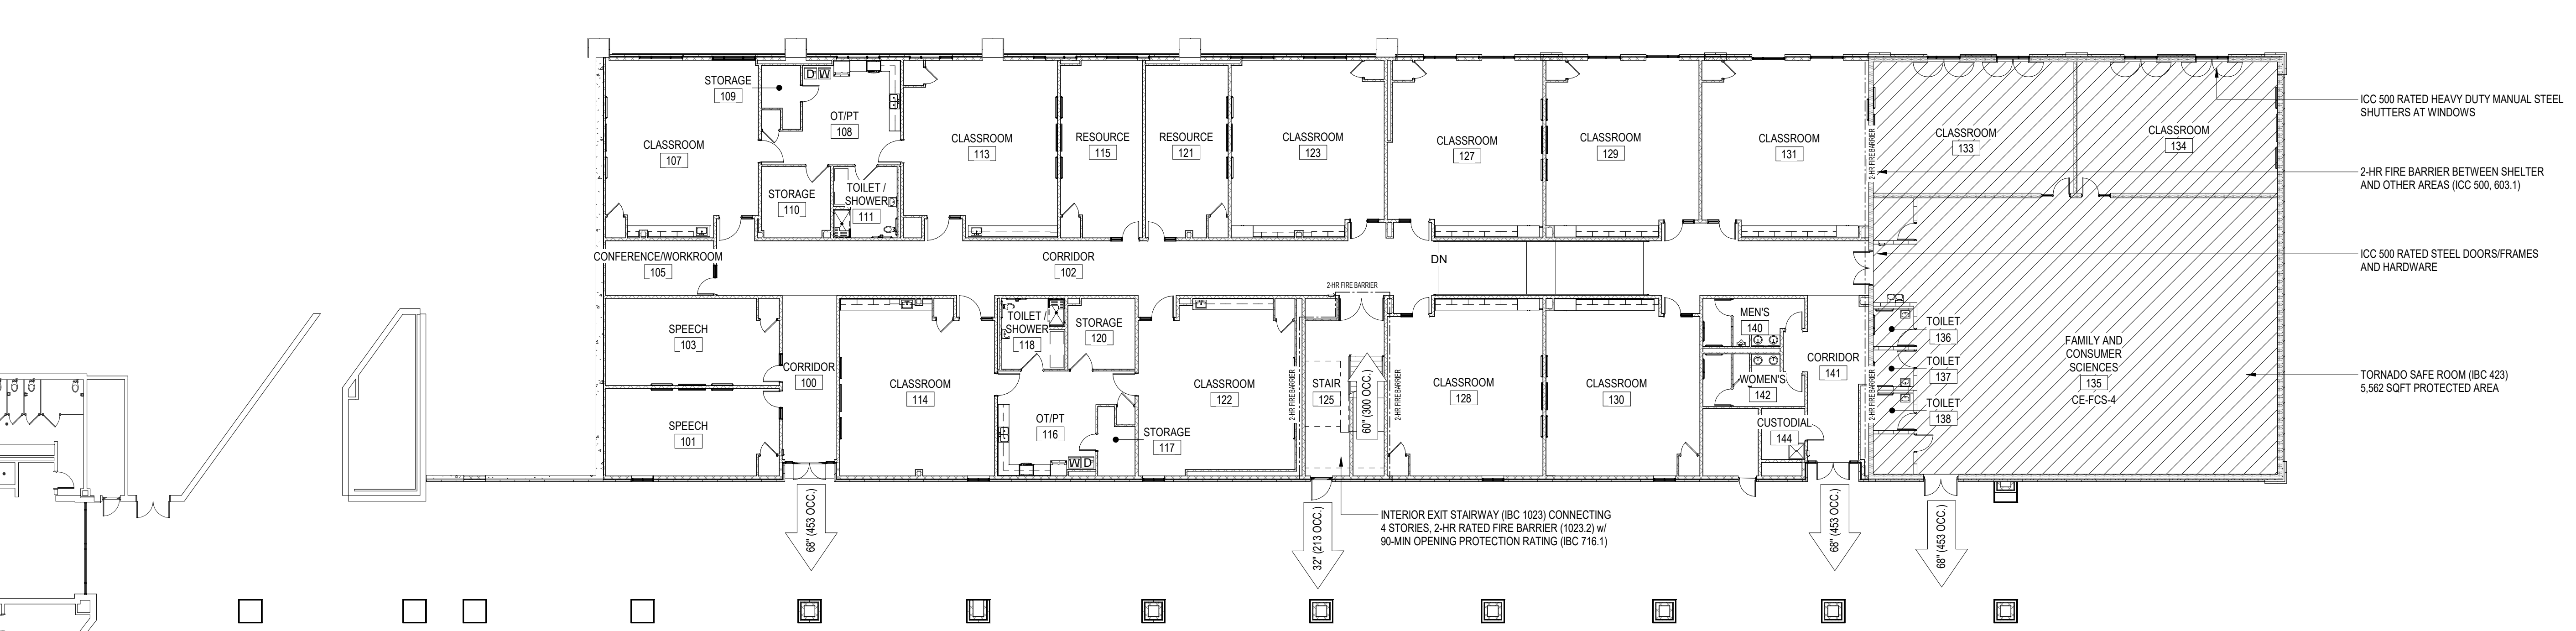 STORAGE
109
D W
OT/PT
108
CLASSROOM
107
STORAGE
110
TOILET /
SHOWER
111
CLASSROOM
113
RESOURCE
115
RESOURCE
121
CLASSROOM
123
CLASSROOM
127
CLASSROOM
129
CLASSROOM
131
2-HR FIRE BARRIER
CLASSROOM
133
CLASSROOM
134
ICC 500 RATED HEAVY DUTY MANUAL STEEL
SHUTTERS AT WINDOWS
2-HR FIRE BARRIER BETWEEN SHELTER
AND OTHER AREAS (ICC 500, 603.1)
ICC 500 RATED STEEL DOORS/FRAMES
AND HARDWARE
CONFERENCE/WORKROOM
105
CORRIDOR
102
DN
2-HR FIRE BARRIER
SPEECH
103
SPEECH
101
CORRIDOR
100
CLASSROOM
114
TOILET /
SHOWER
118
STORAGE
120
OT/PT
116
W D
STORAGE
117
CLASSROOM
122
2-HR FIRE BARRIER
STAIR
125
60" (300 OCC.)
2-HR FIRE BARRIER
CLASSROOM
128
CLASSROOM
130
MEN'S
140
WOMEN'S
142
CUSTODIAL
144
CORRIDOR
141
2-HR FIRE BARRIER
TOILET
136
TOILET
137
TOILET
138
FAMILY AND
CONSUMER
SCIENCES
135
CE-FCS-4
TORNADO SAFE ROOM (IBC 423)
5,562 SQFT PROTECTED AREA
68" (453 OCC.)
32" (213 OCC.)
INTERIOR EXIT STAIRWAY (IBC 1023) CONNECTING
4 STORIES, 2-HR RATED FIRE BARRIER (1023.2) w/
90-MIN OPENING PROTECTION RATING (IBC 716.1)
68" (453 OCC.)
68" (453 OCC.)